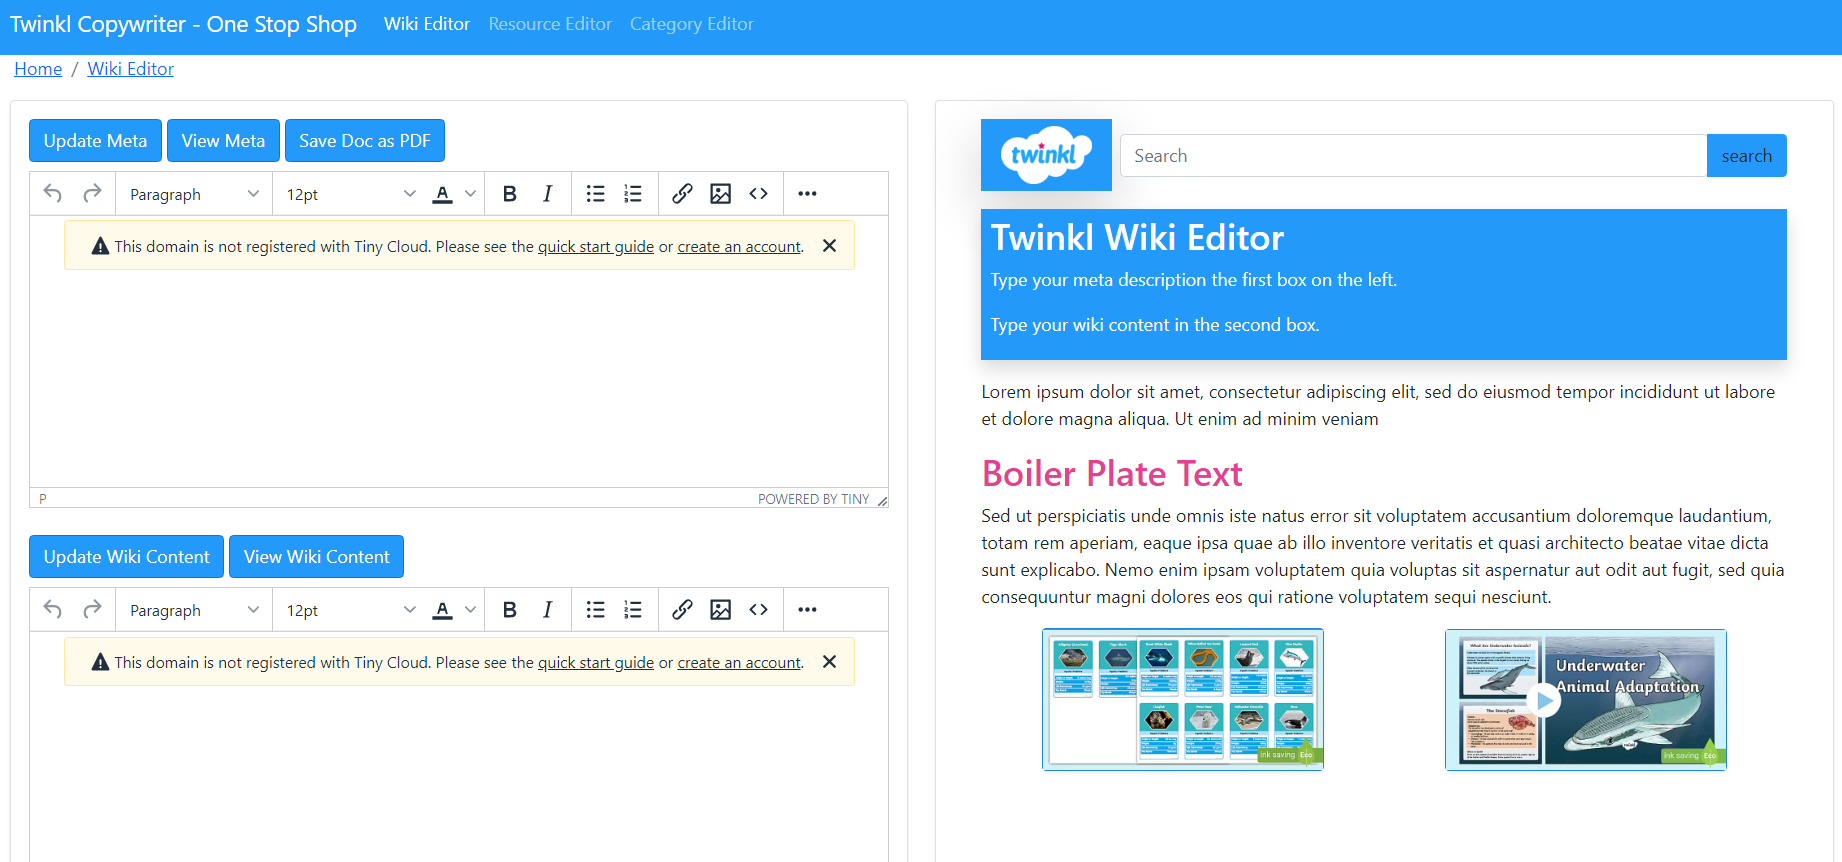 Twinkl Copywriter - One Stop Shop Wiki Editor Resource Editor Category Editor
Home / Wiki Editor
Update Meta View Meta Save Doc as PDF
Paragraph 12pt A B I
This domain is not registered with Tiny Cloud. Please see the quick start guide or create an account.
P POWERED BY TINY
Update Wiki Content View Wiki Content
Paragraph 12pt A B I
This domain is not registered with Tiny Cloud. Please see the quick start guide or create an account.
twinkl Search search
Twinkl Wiki Editor
Type your meta description the first box on the left.
Type your wiki content in the second box.
Lorem ipsum dolor sit amet, consectetur adipiscing elit, sed do eiusmod tempor incididunt ut labore
et dolore magna aliqua. Ut enim ad minim veniam
Boiler Plate Text
Sed ut perspiciatis unde omnis iste natus error sit voluptatem accusantium doloremque laudantium,
totam rem aperiam, eaque ipsa quae ab illo inventore veritatis et quasi architecto beatae vitae dicta
sunt explicabo. Nemo enim ipsam voluptatem quia voluptas sit aspernatur aut odit aut fugit, sed quia
consequuntur magni dolores eos qui ratione voluptatem sequi nesciunt.
ink saving Eco
What Are Underwater Animals?
Underwater
Animal Adaptation
The Stonefish
twinkl
ink saving Eco